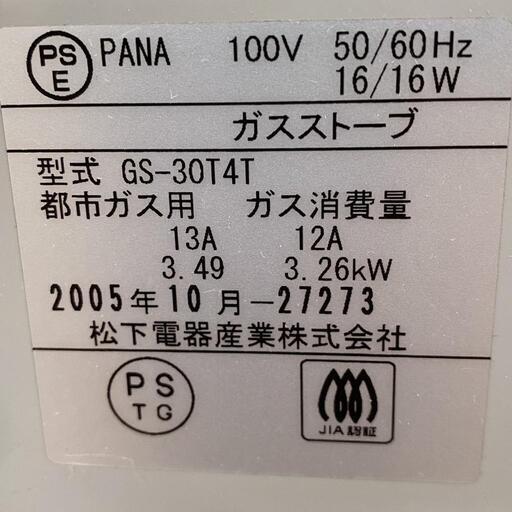 PS E PANA 100V 50/60Hz
16/16W
ガスストーブ
型式 GS-30T4T
都市ガス用 ガス消費量
13A 12A
3.49 3.26kW
2005年10月-27273
松下電器産業株式会社
PS
TG
JIA 認証